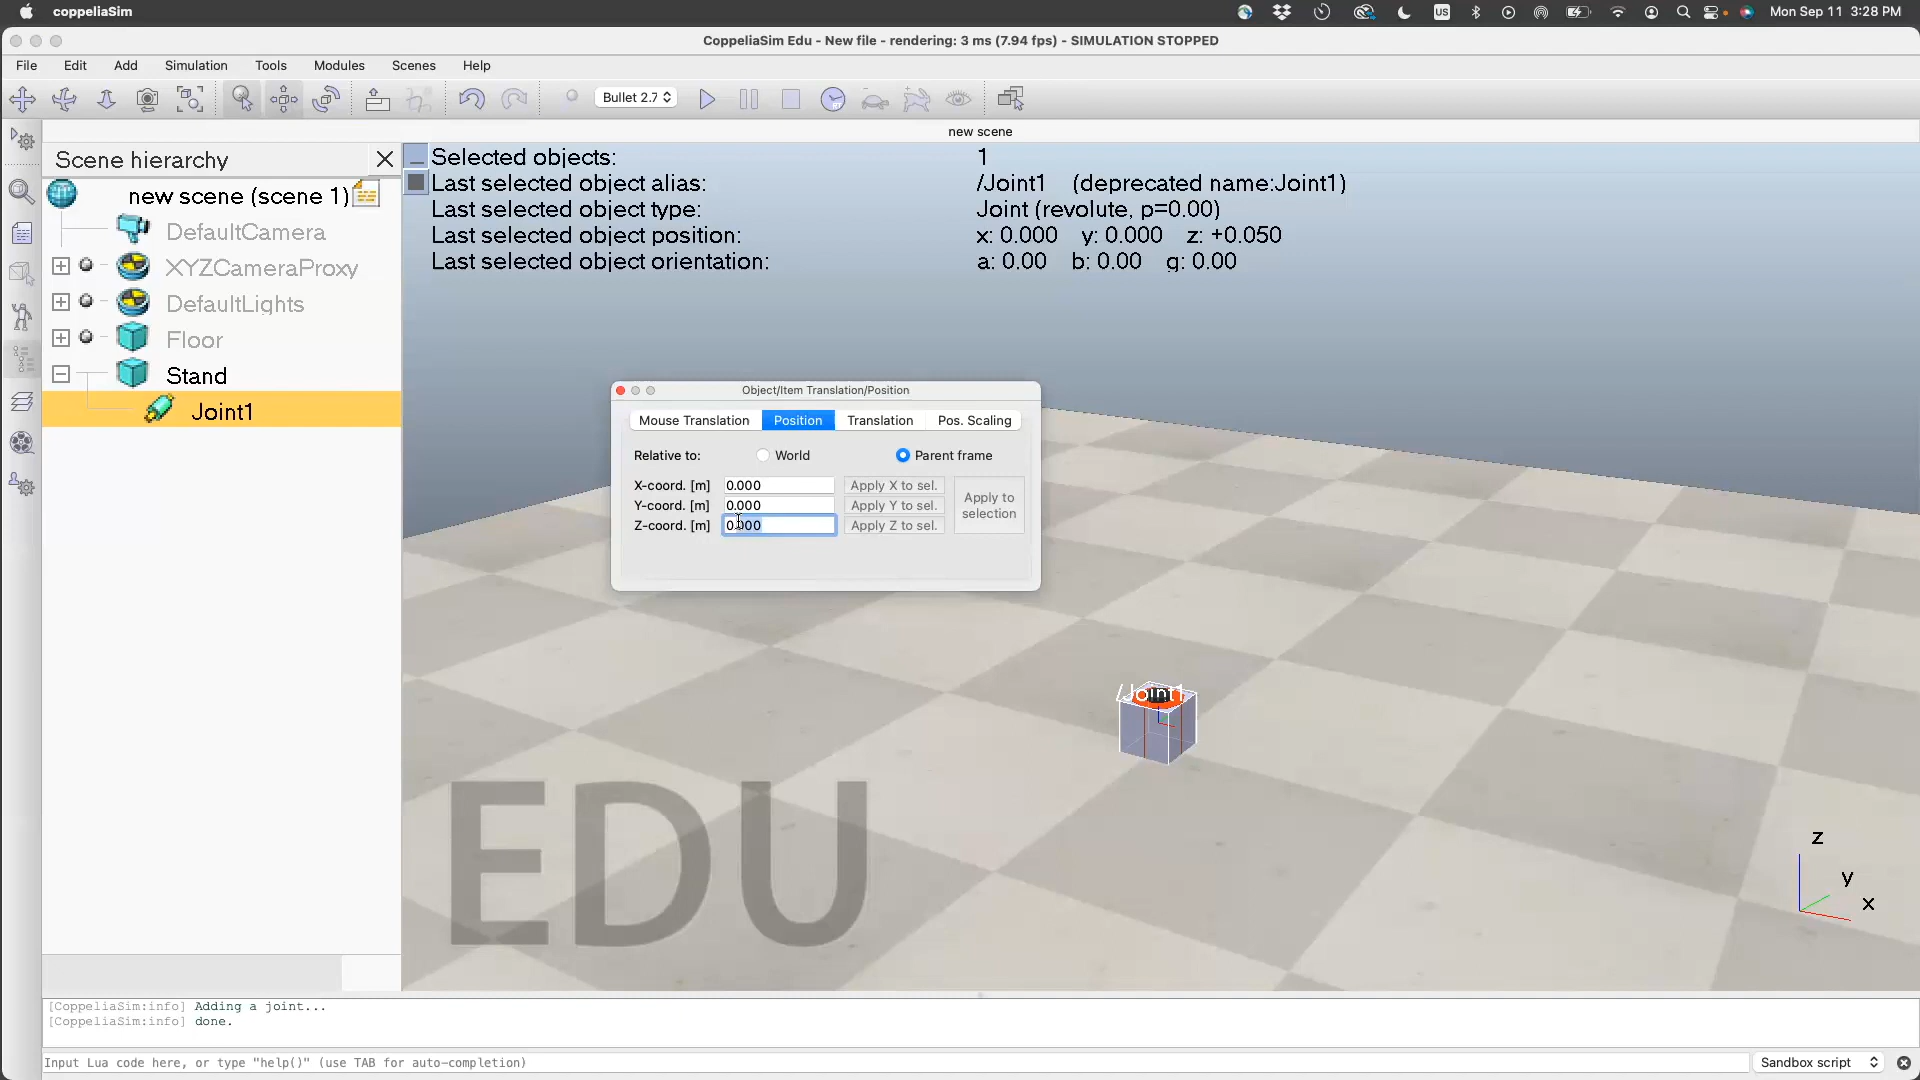 coppeliaSim
US
Mon Sep 11 3:28 PM
CoppeliaSim Edu - New file - rendering: 3 ms (7.94 fps) - SIMULATION STOPPED
File Edit Add Simulation Tools Modules Scenes Help
Bullet 2.7
new scene
Scene hierarchy
new scene (scene 1)
DefaultCamera
XYZCameraProxy
DefaultLights
Floor
Stand
Joint1
Selected objects: 1
Last selected object alias: /Joint1 (deprecated name:Joint1)
Last selected object type: Joint (revolute, p=0.00)
Last selected object position: x: 0.000 y: 0.000 z: +0.050
Last selected object orientation: a: 0.00 b: 0.00 g: 0.00
Object/Item Translation/Position
Mouse Translation Position Translation Pos. Scaling
Relative to: World Parent frame
X-coord. [m] 0.000 Apply X to sel.
Y-coord. [m] 0.000 Apply Y to sel.
Z-coord. [m] 0.000 Apply Z to sel.
Apply to
selection
/Joint1
EDU
z
y
x
[CoppeliaSim:info] Adding a joint...
[CoppeliaSim:info] done.
Input Lua code here, or type "help()" (use TAB for auto-completion)
Sandbox script